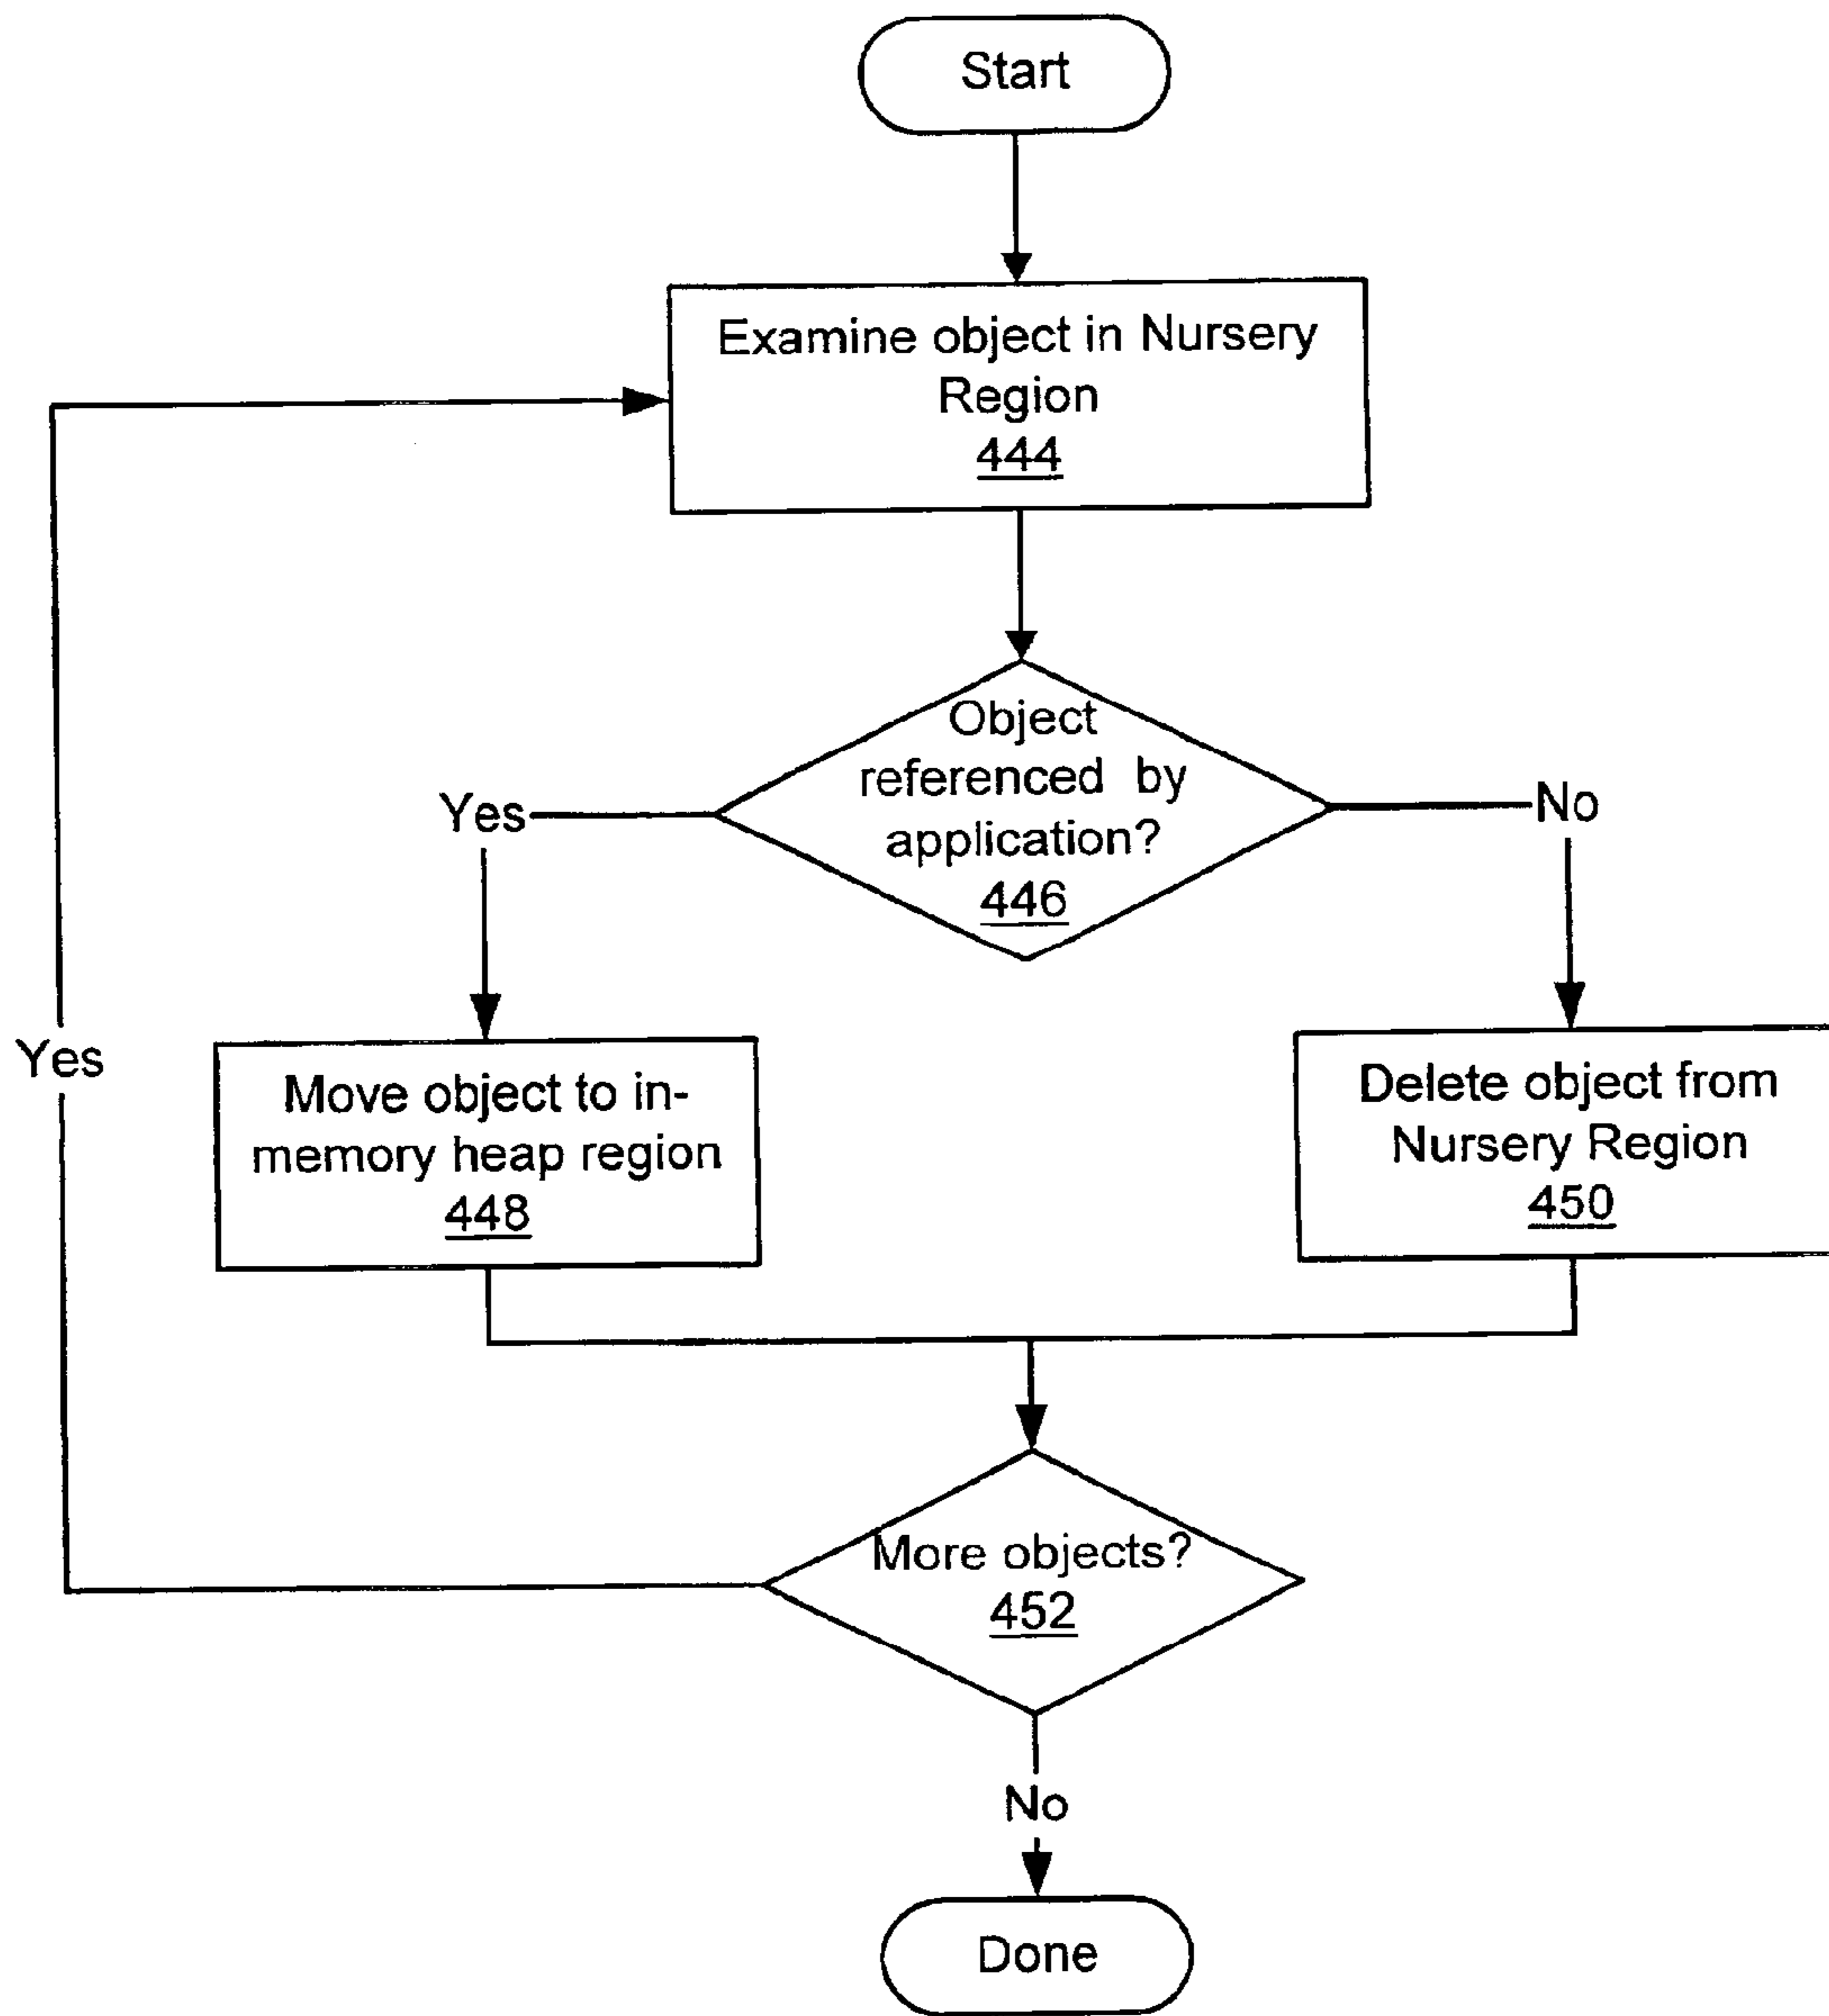 Start
Examine object in Nursery
Region
444
Object
referenced by
application?
446
Yes
No
Yes
Move object to in-
memory heap region
448
Delete object from
Nursery Region
450
More objects?
452
No
Done